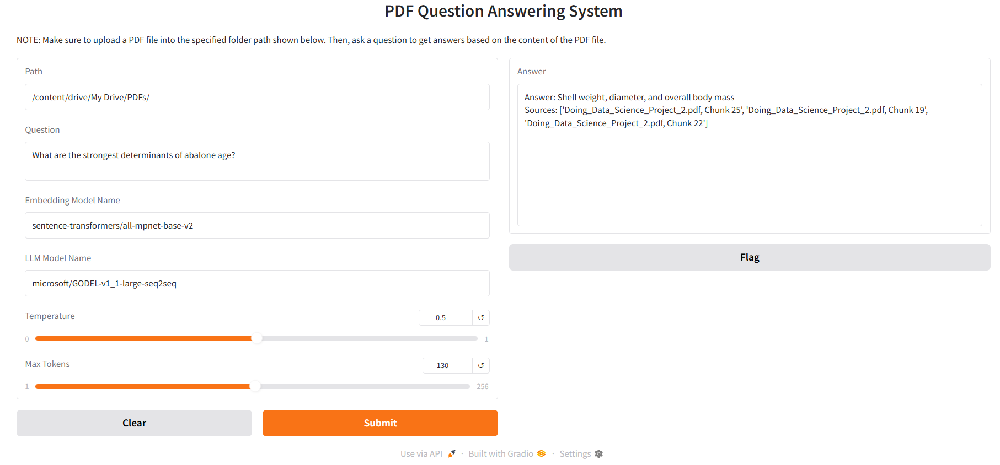 PDF Question Answering System
NOTE: Make sure to upload a PDF file into the specified folder path shown below. Then, ask a question to get answers based on the content of the PDF file.
Path
/content/drive/My Drive/PDFs/
Question
What are the strongest determinants of abalone age?
Embedding Model Name
sentence-transformers/all-mpnet-base-v2
LLM Model Name
microsoft/GODEL-v1_1-large-seq2seq
Temperature
0.5
0
1
Max Tokens
130
1
256
Clear
Submit
Answer
Answer: Shell weight, diameter, and overall body mass
Sources: ['Doing_Data_Science_Project_2.pdf, Chunk 25', 'Doing_Data_Science_Project_2.pdf, Chunk 19',
'Doing_Data_Science_Project_2.pdf, Chunk 22']
Flag
Use via API · Built with Gradio · Settings